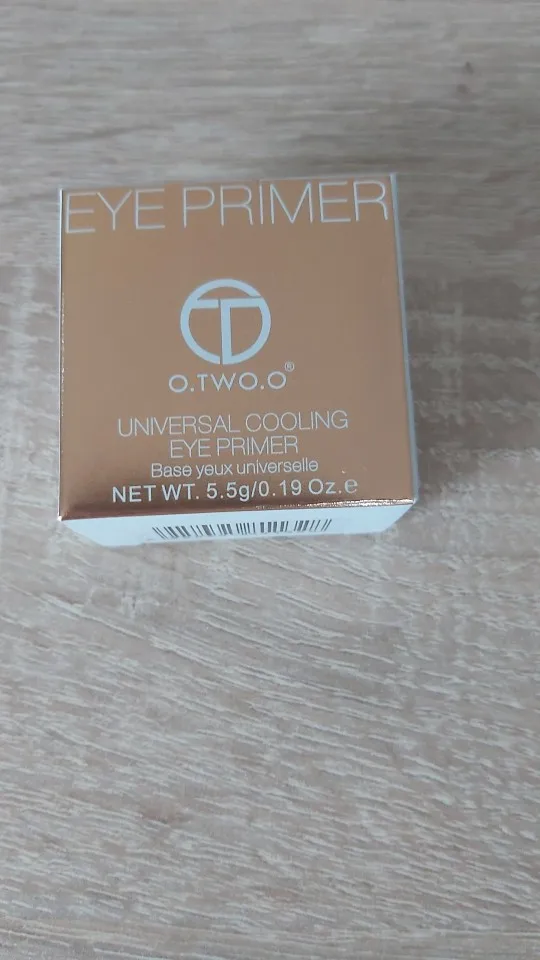 EYE PRIMER
O.TWO.O®
UNIVERSAL COOLING
EYE PRIMER
Base yeux universelle
NET WT. 5.5g/0.19 Oz.e